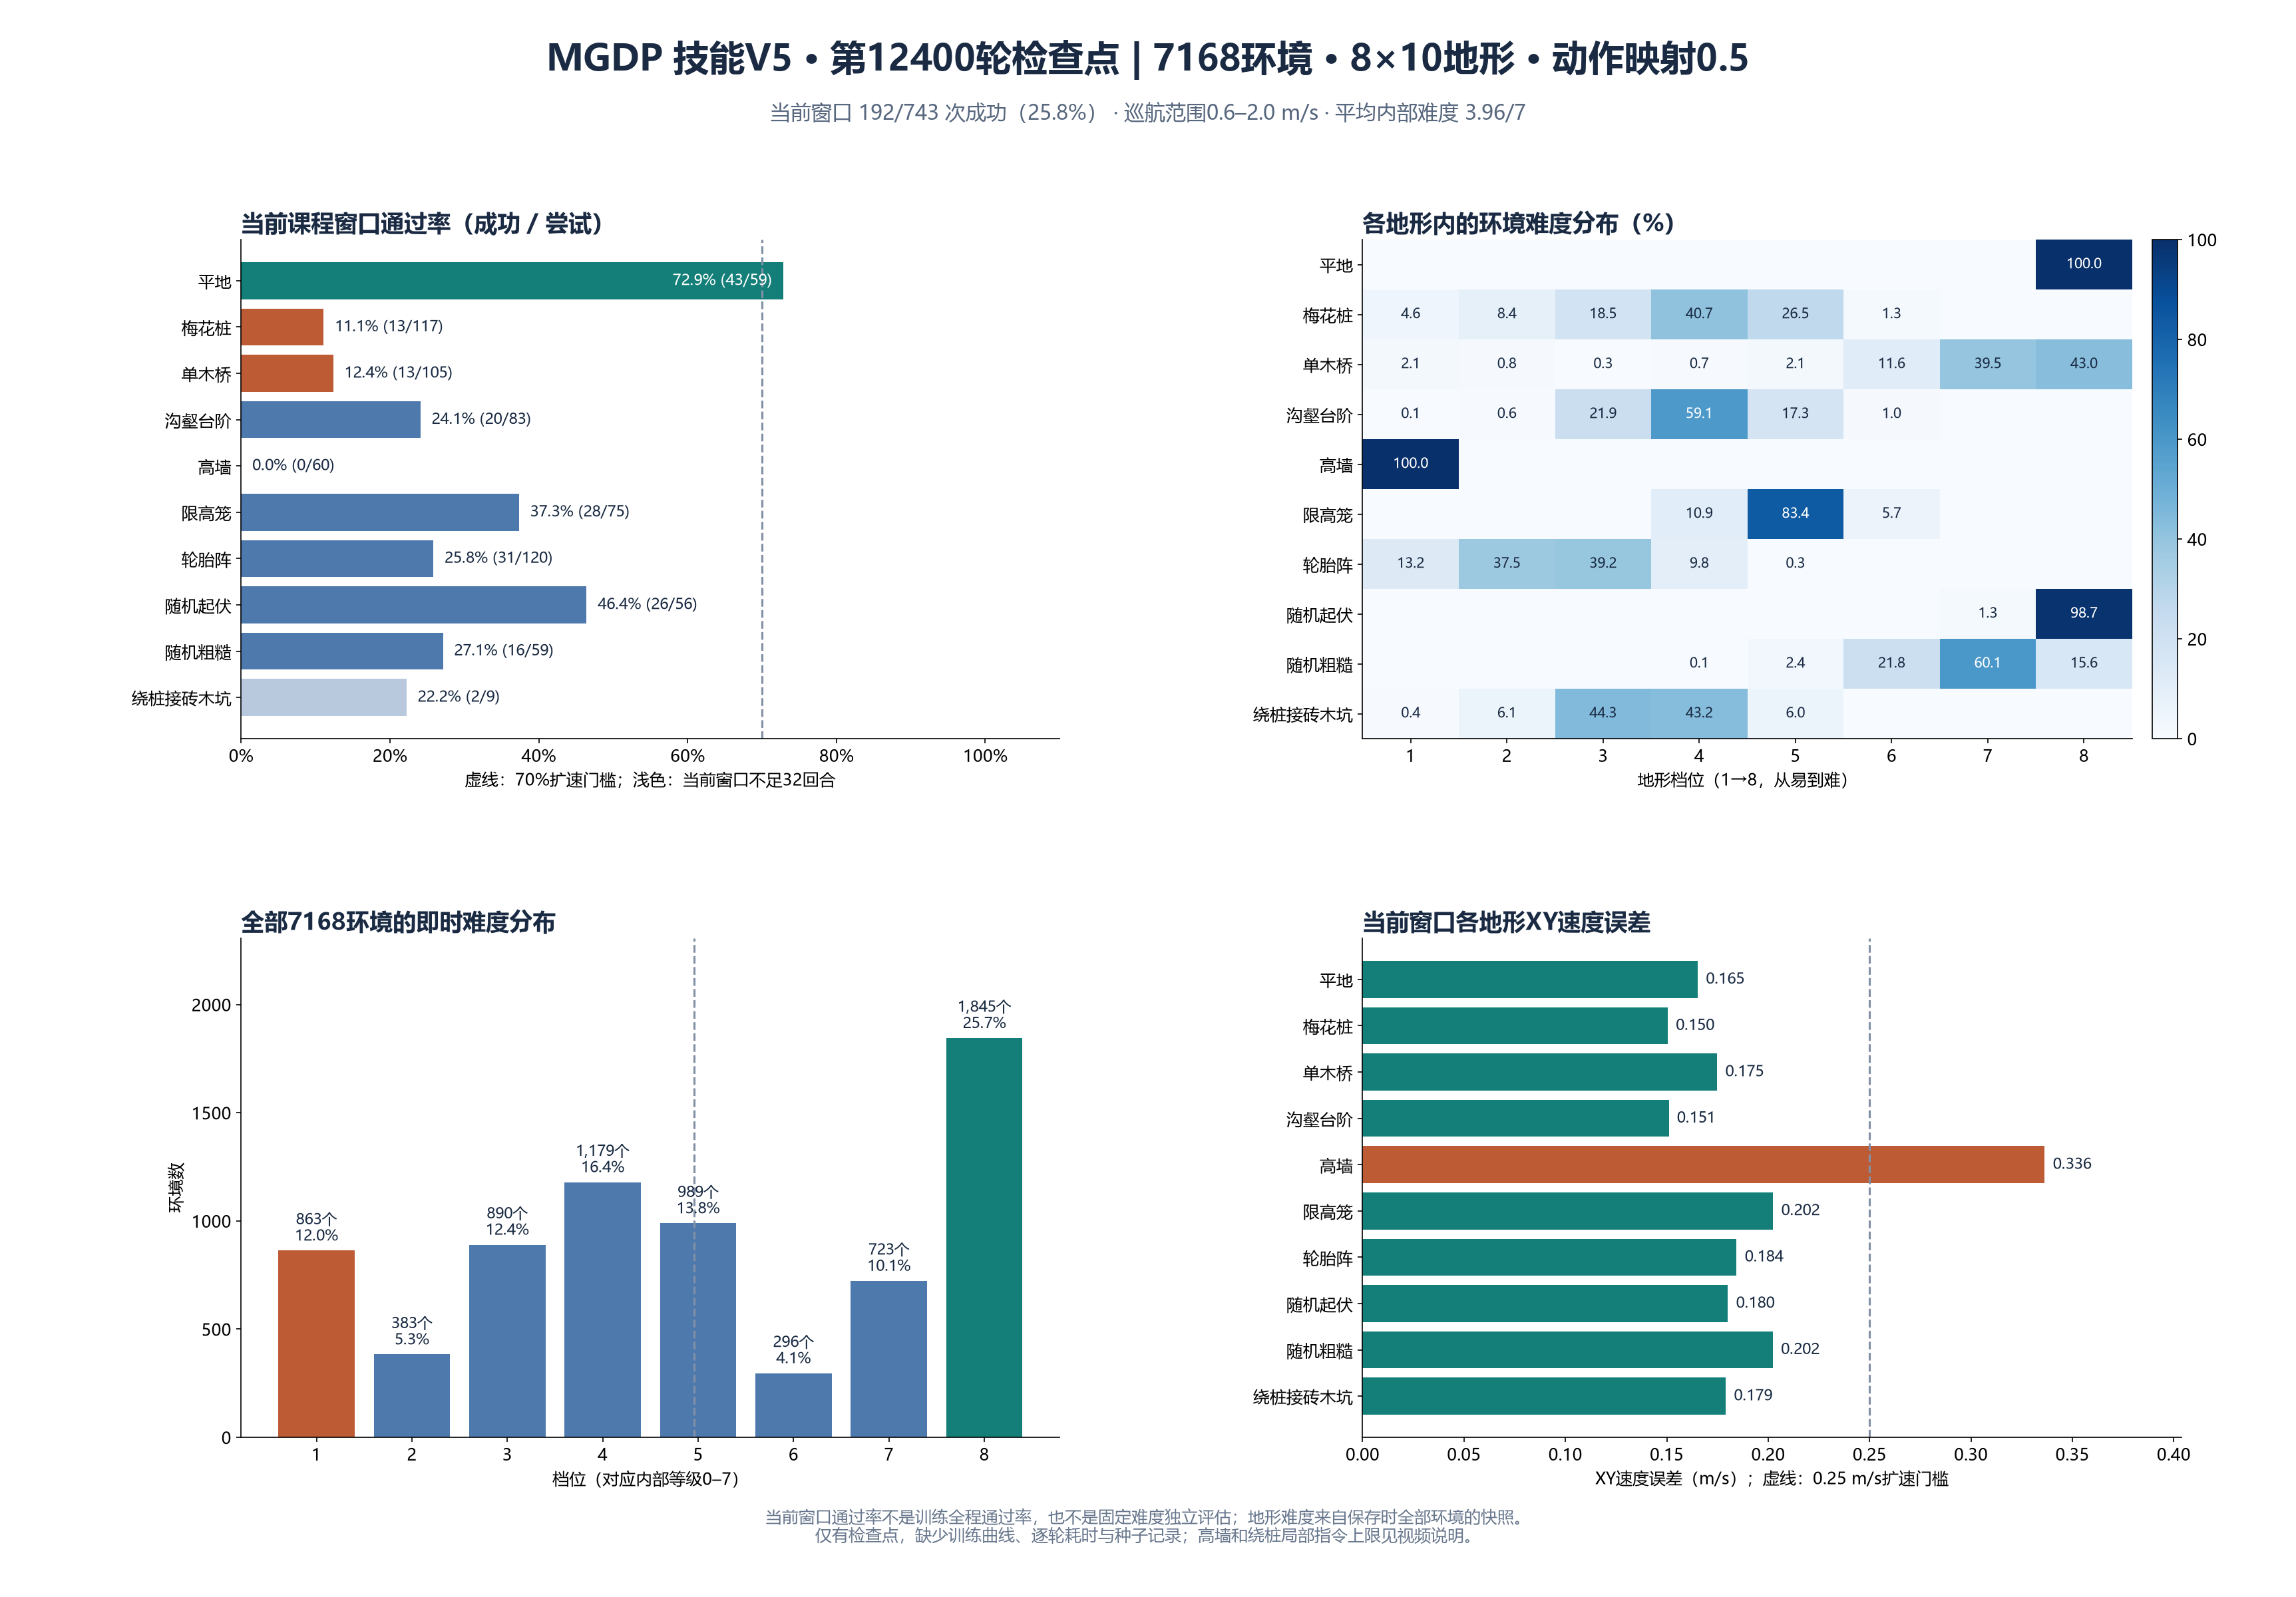 MGDP 技能V5 • 第12400轮检查点 | 7168环境 • 8×10地形 • 动作映射0.5
当前窗口 192/743 次成功（25.8%） · 巡航范围0.6–2.0 m/s · 平均内部难度 3.96/7
当前课程窗口通过率（成功 / 尝试）
平地
72.9% (43/59)
梅花桩
11.1% (13/117)
单木桥
12.4% (13/105)
沟壑台阶
24.1% (20/83)
高墙
0.0% (0/60)
限高笼
37.3% (28/75)
轮胎阵
25.8% (31/120)
随机起伏
46.4% (26/56)
随机粗糙
27.1% (16/59)
绕桩接砖木坑
22.2% (2/9)
0% 20% 40% 60% 80% 100%
虚线：70%扩速门槛；浅色：当前窗口不足32回合
各地形内的环境难度分布（%）
平地 100.0
梅花桩 4.6 8.4 18.5 40.7 26.5 1.3
单木桥 2.1 0.8 0.3 0.7 2.1 11.6 39.5 43.0
沟壑台阶 0.1 0.6 21.9 59.1 17.3 1.0
高墙 100.0
限高笼 10.9 83.4 5.7
轮胎阵 13.2 37.5 39.2 9.8 0.3
随机起伏 1.3 98.7
随机粗糙 0.1 2.4 21.8 60.1 15.6
绕桩接砖木坑 0.4 6.1 44.3 43.2 6.0
1 2 3 4 5 6 7 8
地形档位（1→8，从易到难）
100
80
60
40
20
0
全部7168环境的即时难度分布
环境数
2000
1500
1000
500
0
863个
12.0%
383个
5.3%
890个
12.4%
1,179个
16.4%
989个
13.8%
296个
4.1%
723个
10.1%
1,845个
25.7%
1 2 3 4 5 6 7 8
档位（对应内部等级0–7）
当前窗口各地形XY速度误差
平地 0.165
梅花桩 0.150
单木桥 0.175
沟壑台阶 0.151
高墙 0.336
限高笼 0.202
轮胎阵 0.184
随机起伏 0.180
随机粗糙 0.202
绕桩接砖木坑 0.179
0.00 0.05 0.10 0.15 0.20 0.25 0.30 0.35 0.40
XY速度误差（m/s）；虚线：0.25 m/s扩速门槛
当前窗口通过率不是训练全程通过率，也不是固定难度独立评估；地形难度来自保存时全部环境的快照。
仅有检查点，缺少训练曲线、逐轮耗时与种子记录；高墙和绕桩局部指令上限见视频说明。